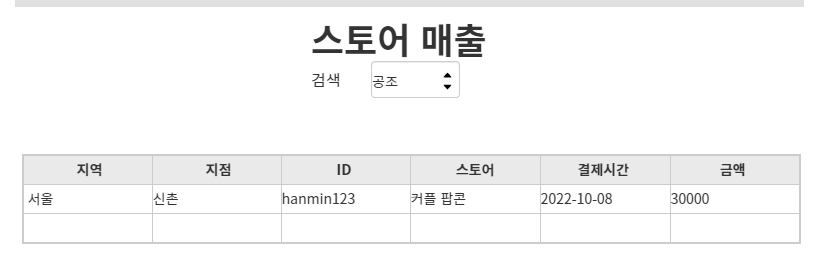 스토어 매출
검색 공조
지역 지점 ID 스토어 결제시간 금액
서울 신촌 hanmin123 커플 팝콘 2022-10-08 30000